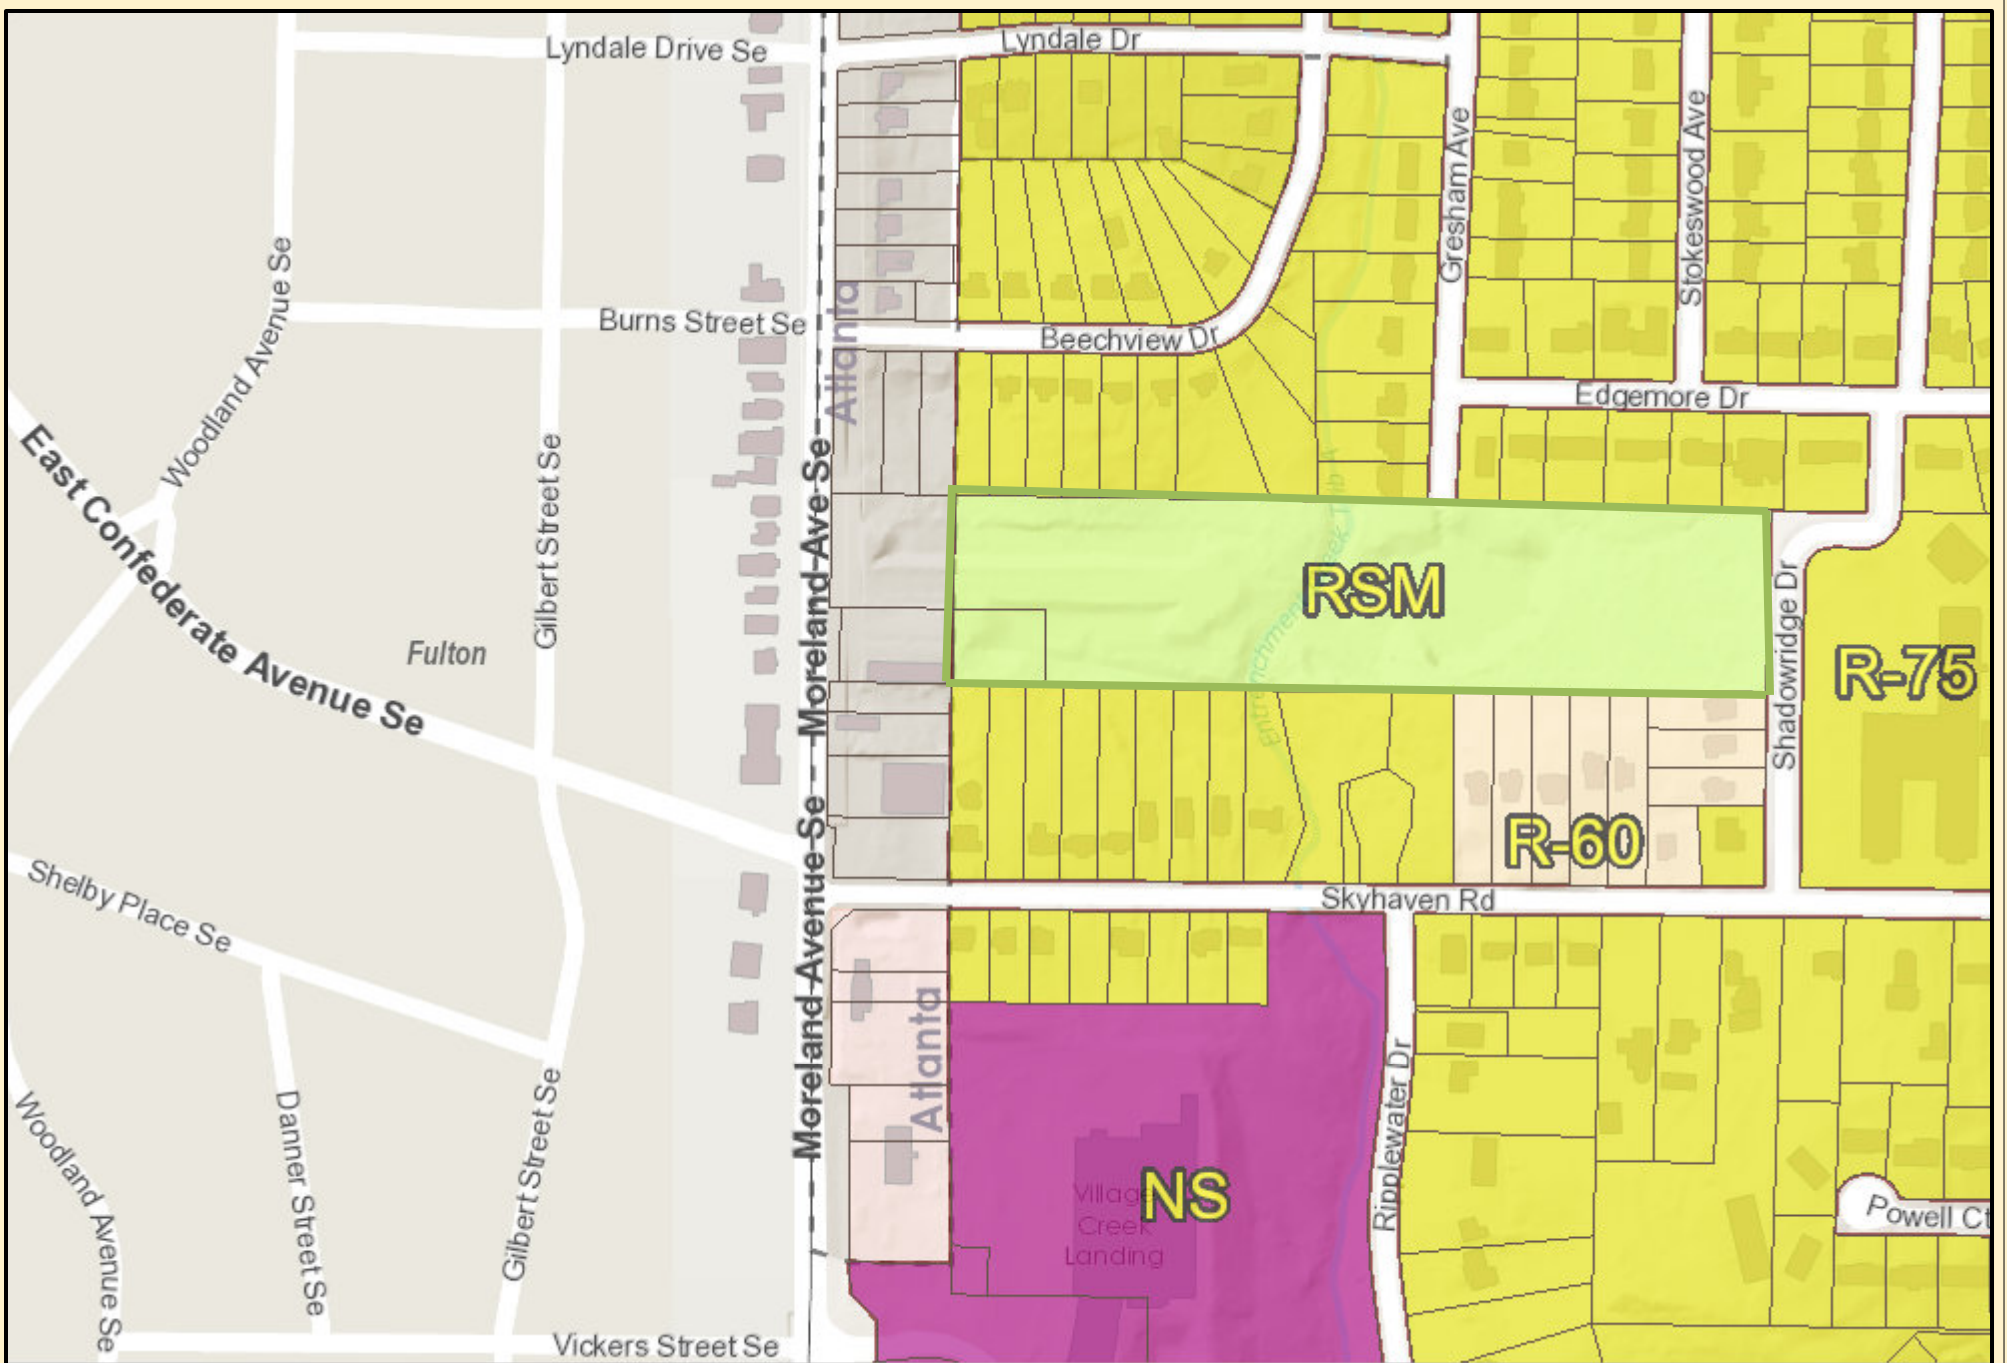 Lyndale Drive Se
Lyndale Dr
Gresham Ave
Stokeswood Ave
Woodland Avenue Se
Burns Street Se
Atlanta
Beechview Dr
Edgemore Dr
East Confederate Avenue Se
Gilbert Street Se
Moreland Ave Se
Entrenchment Creek Trib A
RSM
Fulton
Shadowridge Dr
R-75
R-60
Moreland Avenue Se
Shelby Place Se
Skyhaven Rd
Atlanta
Woodland Avenue Se
Danner Street Se
Gilbert Street Se
Ripplewater Dr
NS
Village
Creek
Landing
Powell Ct
Vickers Street Se